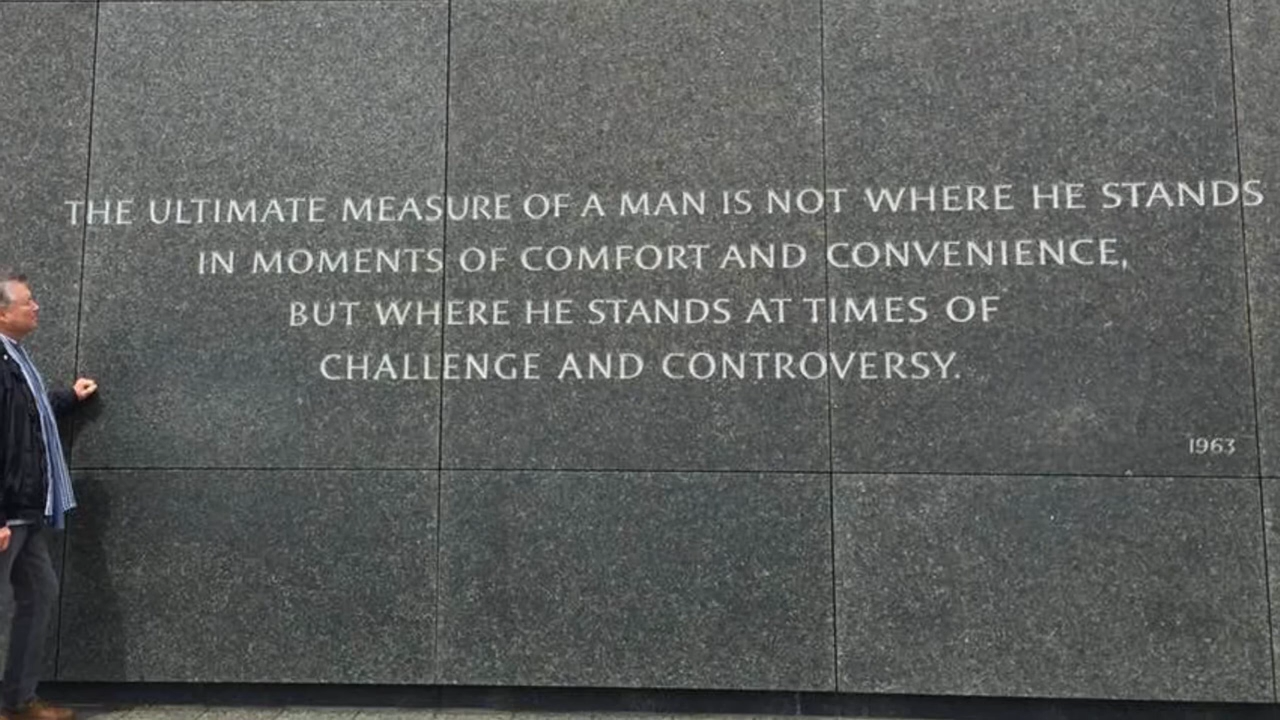 THE ULTIMATE MEASURE OF A MAN IS NOT WHERE HE STANDS
IN MOMENTS OF COMFORT AND CONVENIENCE,
BUT WHERE HE STANDS AT TIMES OF
CHALLENGE AND CONTROVERSY.
1963